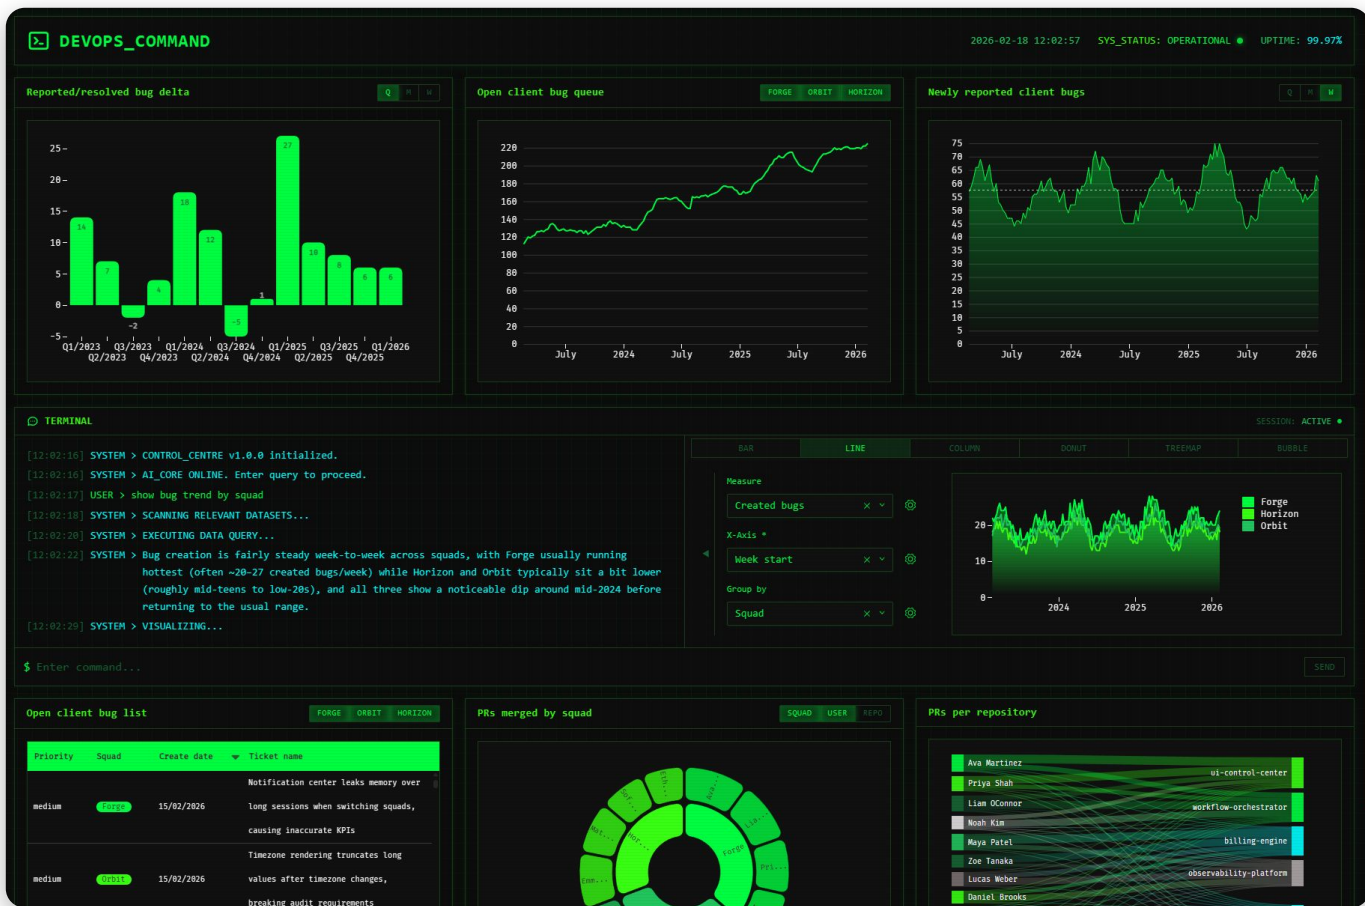 DEVOPS_COMMAND
2026-02-18 12:02:57 SYS_STATUS: OPERATIONAL UPTIME: 99.97%
Reported/resolved bug delta
Q M W
25
20
15
10
5
0
-5
14
7
-2
4
18
12
-5
1
27
10
8
6
6
Q1/2023 Q3/2023 Q1/2024 Q3/2024 Q1/2025 Q3/2025 Q1/2026
Q2/2023 Q4/2023 Q2/2024 Q4/2024 Q2/2025 Q4/2025
Open client bug queue
FORGE ORBIT HORIZON
220
200
180
160
140
120
100
80
60
40
20
0
July 2024 July 2025 July 2026
Newly reported client bugs
Q M W
75
70
65
60
55
50
45
40
35
30
25
20
15
10
5
0
July 2024 July 2025 July 2026
TERMINAL
SESSION: ACTIVE
[12:02:16] SYSTEM > CONTROL_CENTRE v1.0.0 initialized.
[12:02:16] SYSTEM > AI_CORE ONLINE. Enter query to proceed.
[12:02:17] USER > show bug trend by squad
[12:02:18] SYSTEM > SCANNING RELEVANT DATASETS...
[12:02:20] SYSTEM > EXECUTING DATA QUERY...
[12:02:22] SYSTEM > Bug creation is fairly steady week-to-week across squads, with Forge usually running
hottest (often ~20–27 created bugs/week) while Horizon and Orbit typically sit a bit lower
(roughly mid-teens to low-20s), and all three show a noticeable dip around mid-2024 before
returning to the usual range.
[12:02:29] SYSTEM > VISUALIZING...
BAR LINE COLUMN DONUT TREEMAP BUBBLE
Measure
Created bugs
X-Axis *
Week start
Group by
Squad
20
10
0
2024 2025 2026
Forge
Horizon
Orbit
$ Enter command...
SEND
Open client bug list
FORGE ORBIT HORIZON
Priority Squad Create date Ticket name
medium Forge 15/02/2026
Notification center leaks memory over
long sessions when switching squads,
causing inaccurate KPIs
medium Orbit 15/02/2026
Timezone rendering truncates long
values after timezone changes,
breaking audit requirements
PRs merged by squad
SQUAD USER REPO
Eth...
Ava...
Sof...
Lia...
Mat...
Hor...
Forge
Pri...
Emm...
PRs per repository
Ava Martinez
Priya Shah
Liam OConnor
Noah Kim
Maya Patel
Zoe Tanaka
Lucas Weber
Daniel Brooks
ui-control-center
workflow-orchestrator
billing-engine
observability-platform